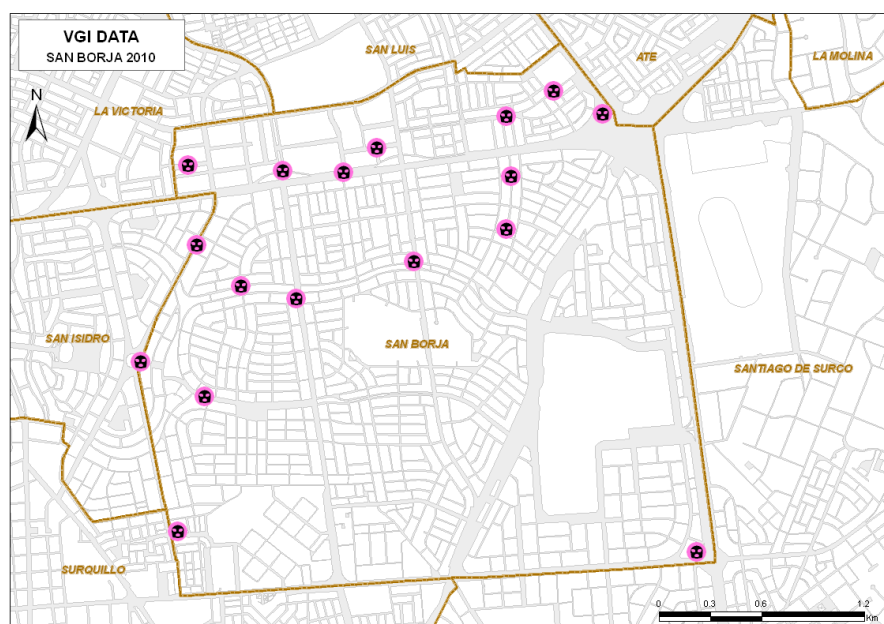 VGI DATA
SAN BORJA 2010
SAN LUIS
ATE
LA MOLINA
N
LA VICTORIA
SAN ISIDRO
SAN BORJA
SANTIAGO DE SURCO
SURQUILLO
0 0.3 0.6 1.2
Km